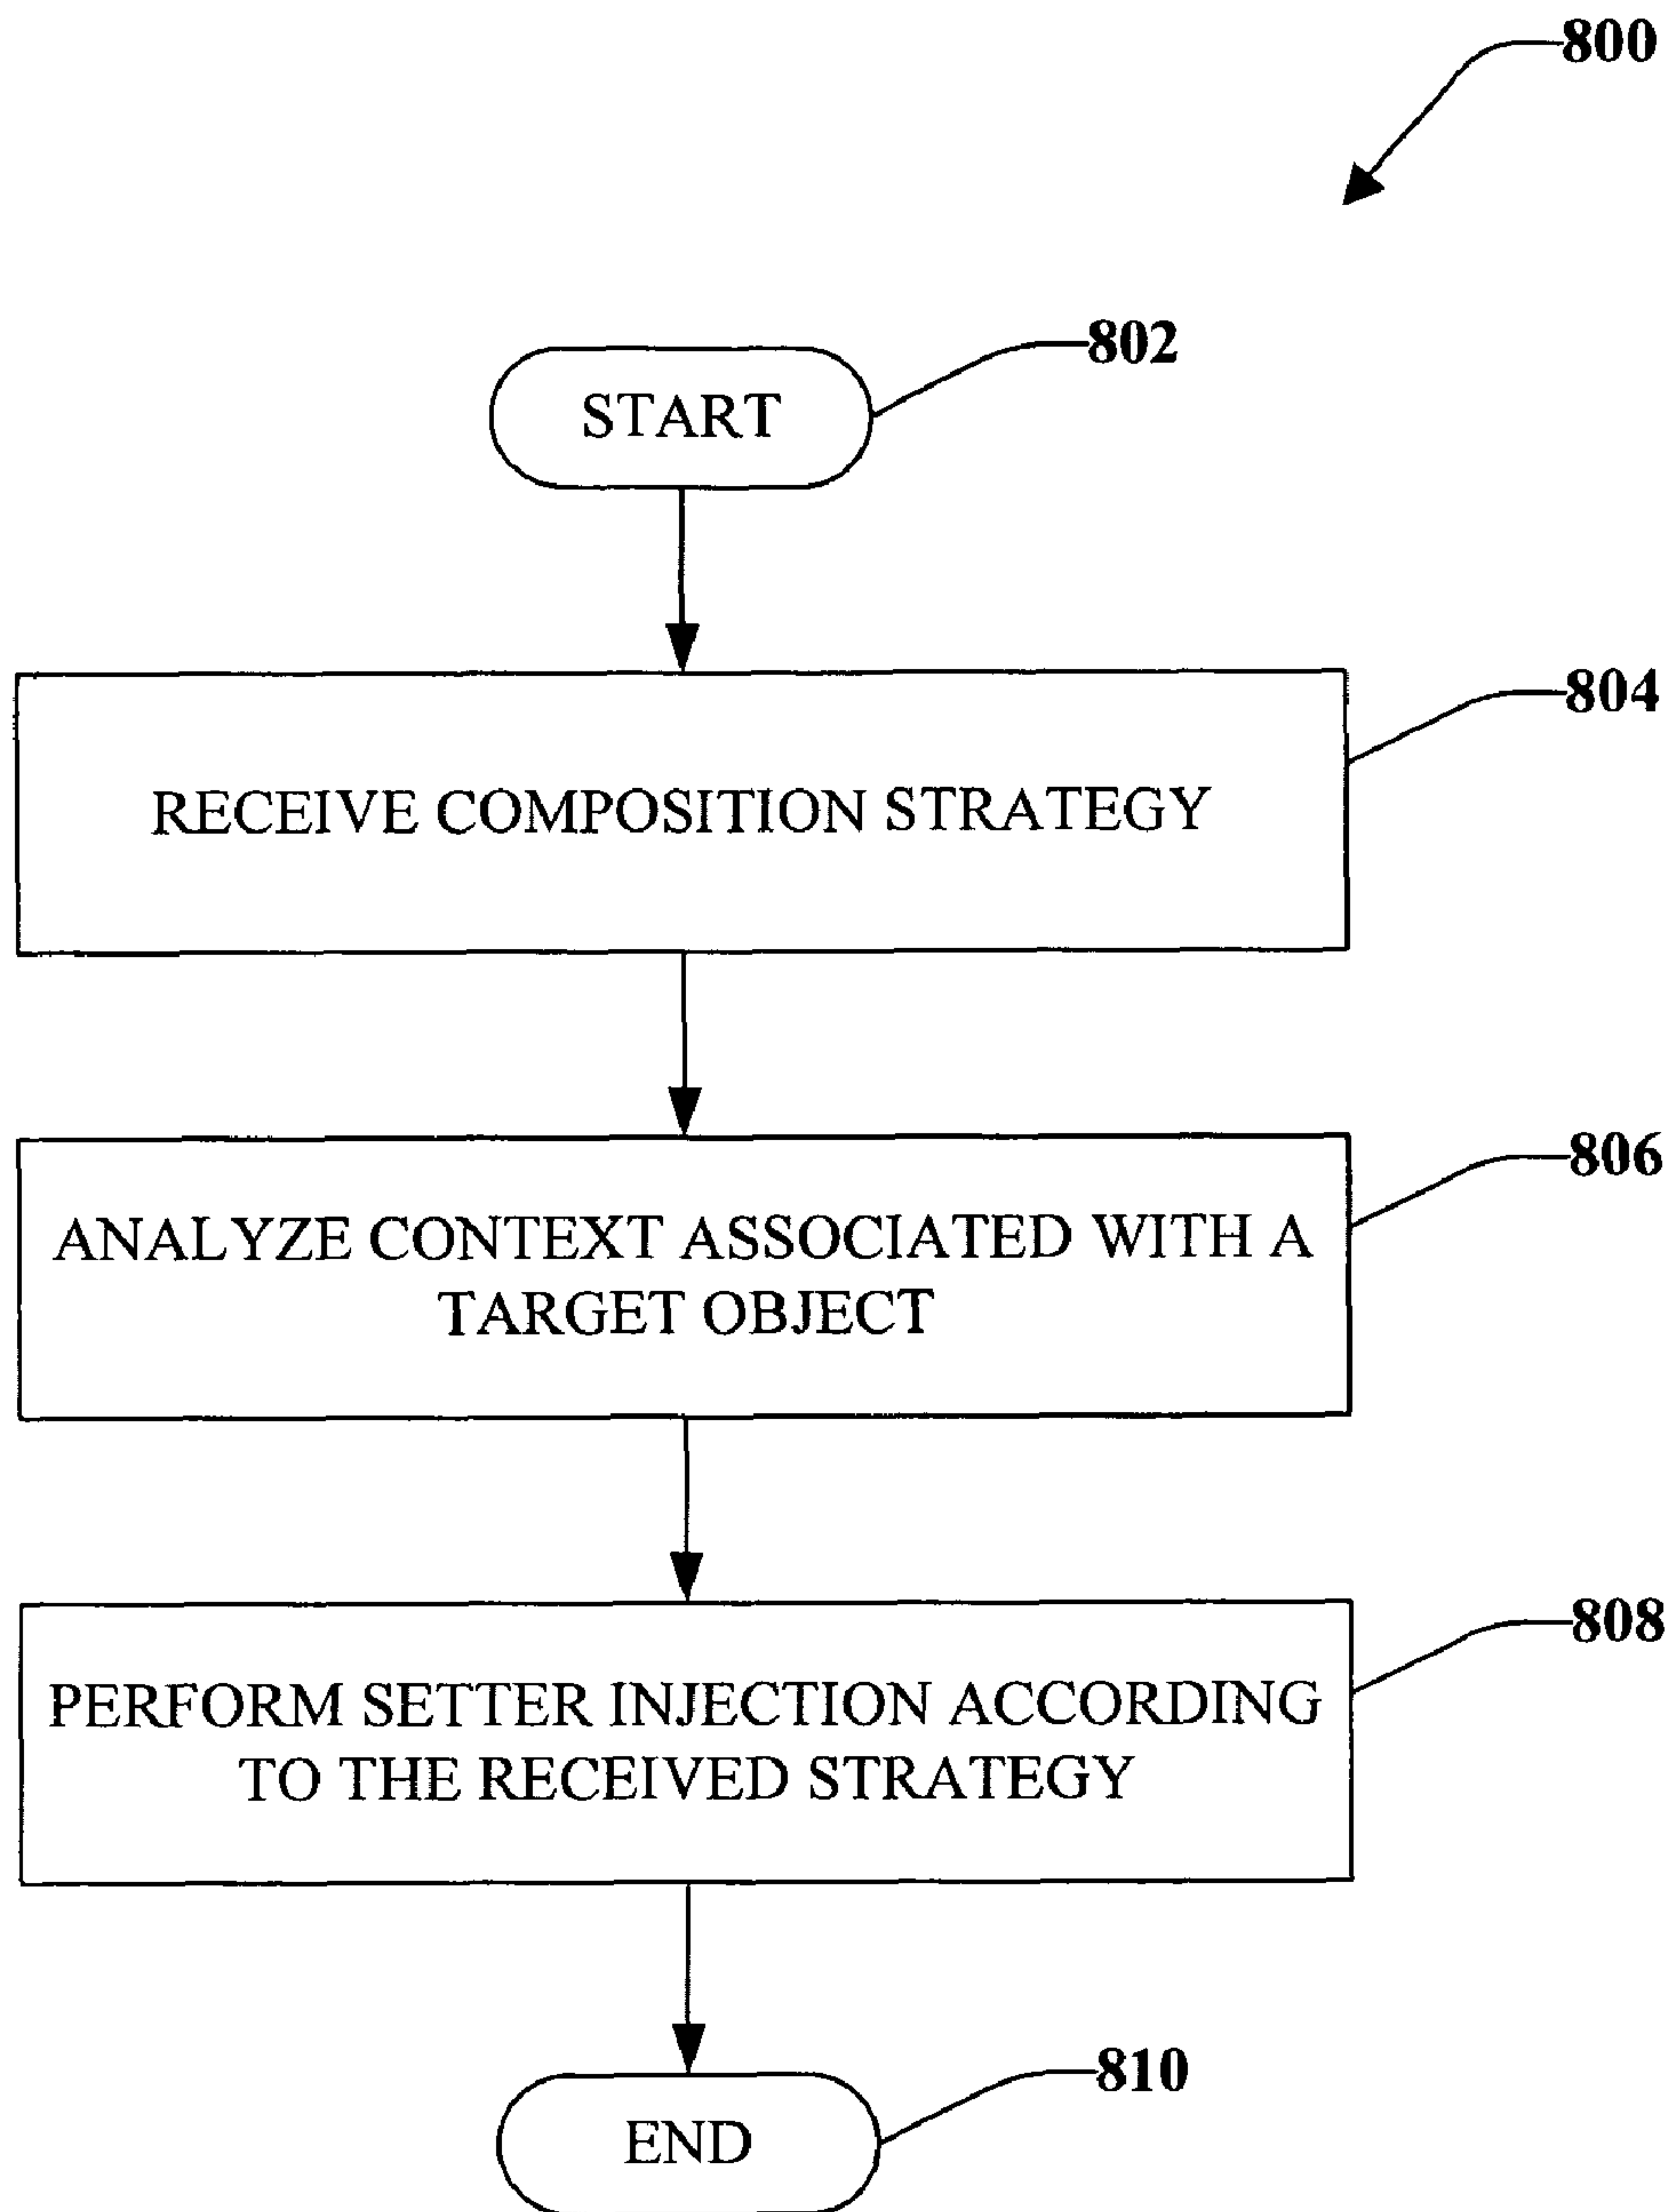 800
802
START
804
RECEIVE COMPOSITION STRATEGY
806
ANALYZE CONTEXT ASSOCIATED WITH A
TARGET OBJECT
808
PERFORM SETTER INJECTION ACCORDING
TO THE RECEIVED STRATEGY
810
END